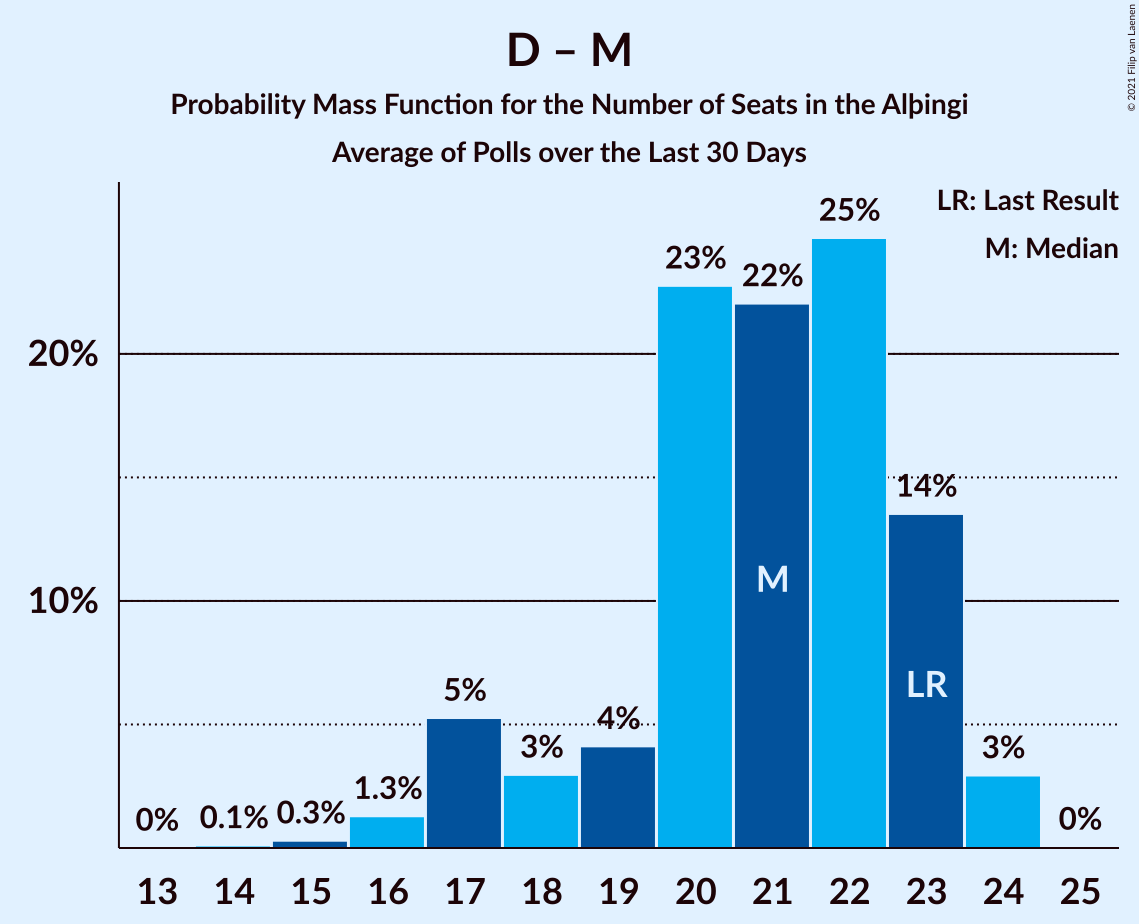 D – M
Probability Mass Function for the Number of Seats in the Alþingi
Average of Polls over the Last 30 Days
© 2021 Filip van Laenen
LR: Last Result
M: Median
25%
23%
22%
20%
14%
M
10%
LR
5%
4%
3%
3%
1.3%
0.3%
0.1%
0%
0%
13 14 15 16 17 18 19 20 21 22 23 24 25